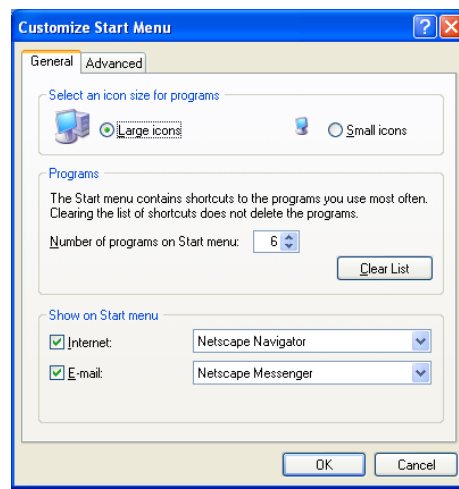 Customize Start Menu
General Advanced
Select an icon size for programs
Large icons Small icons
Programs
The Start menu contains shortcuts to the programs you use most often.
Clearing the list of shortcuts does not delete the programs.
Number of programs on Start menu: 6
Clear List
Show on Start menu
Internet: Netscape Navigator
E-mail: Netscape Messenger
OK Cancel